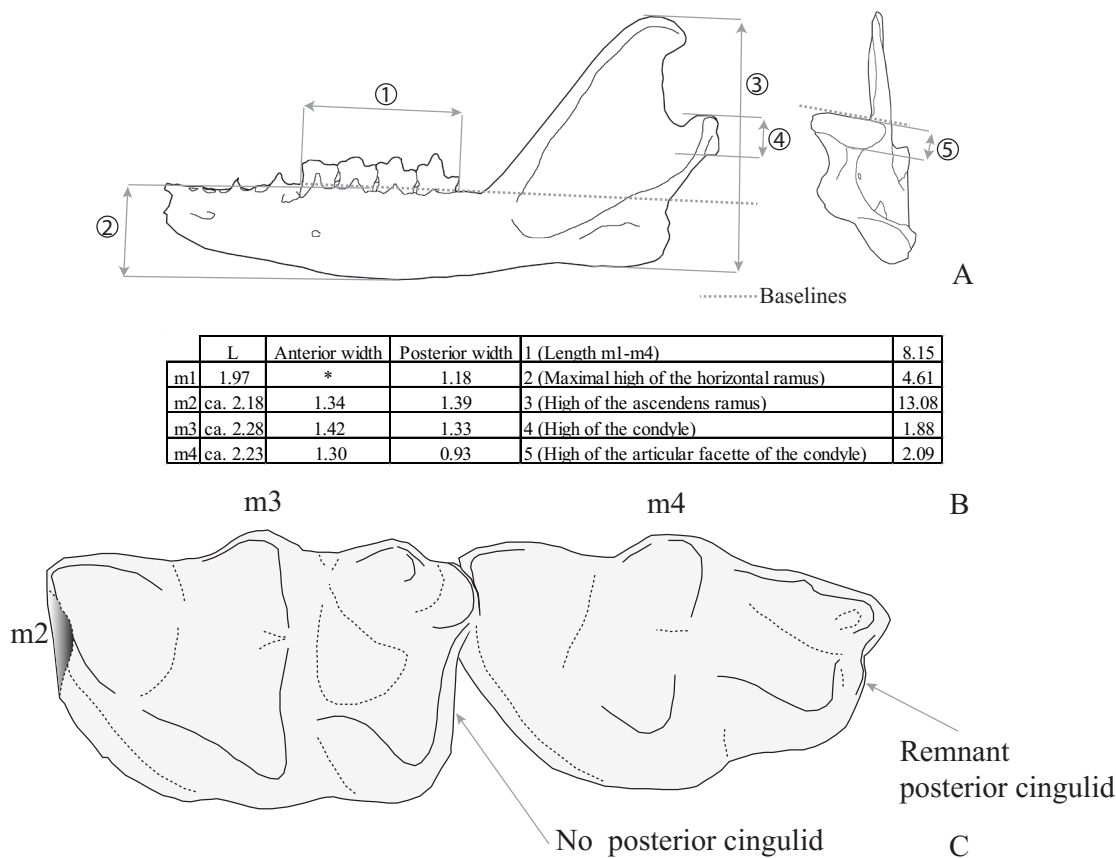 ①
②
③
④
⑤
A
Baselines
L Anterior width Posterior width 1 (Length m1-m4) 8.15
m1 1.97 * 1.18 2 (Maximal high of the horizontal ramus) 4.61
m2 ca. 2.18 1.34 1.39 3 (High of the ascendens ramus) 13.08
m3 ca. 2.28 1.42 1.33 4 (High of the condyle) 1.88
m4 ca. 2.23 1.30 0.93 5 (High of the articular facette of the condyle) 2.09
B
m3 m4
m2
Remnant
posterior cingulid
No posterior cingulid
C